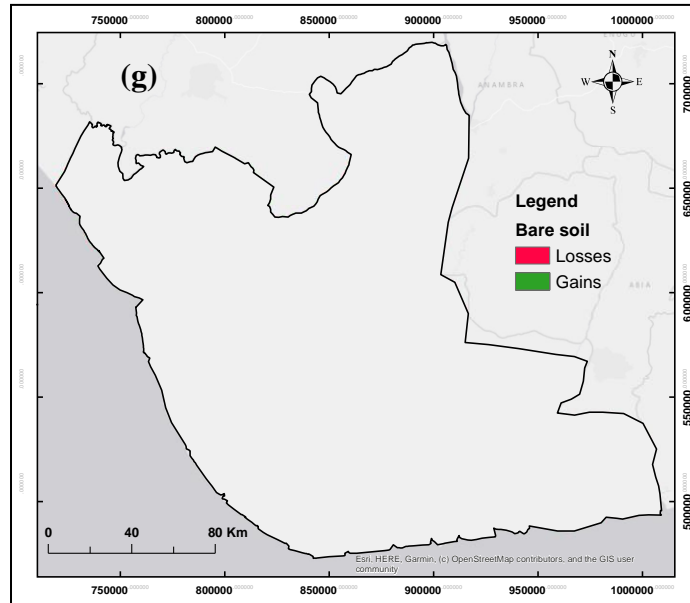 750000 800000 850000 900000 950000 1000000
ENUGU
(g)
N
W E
S
ANAMBRA
700000
650000
Legend
Bare soil
Losses
Gains
ABIA
600000
550000
500000
0 40 80 Km
Esri, HERE, Garmin, (c) OpenStreetMap contributors, and the GIS user
community
750000 800000 850000 900000 950000 1000000